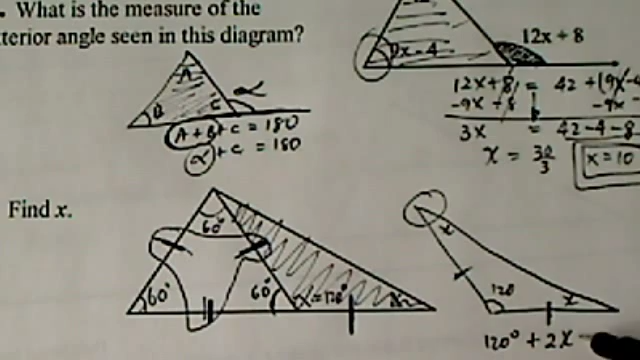 . What is the measure of the
terior angle seen in this diagram?
A
B
C
α
A + B + C = 180
α + C = 180
9x - 4
12x + 8
12x + 8 = 42 + (9x -
-9x - 8
3x = 42 - 4 - 8
x = 30/3
x = 10
Find x.
60°
60°
60°
α = 120°
x
x
120
x
120° + 2x